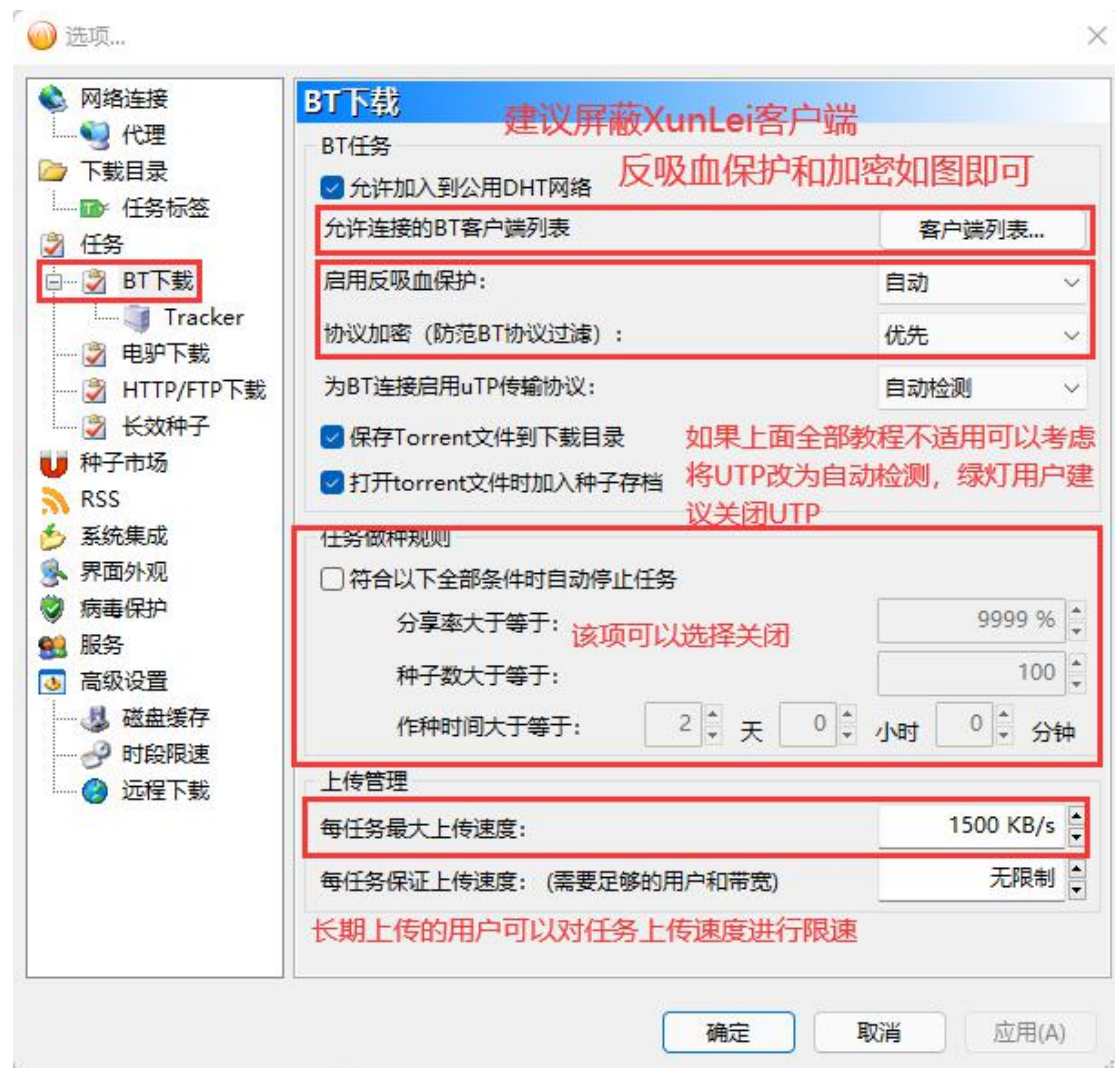 选项...
网络连接
代理
下载目录
任务标签
任务
BT下载
Tracker
电驴下载
HTTP/FTP下载
长效种子
种子市场
RSS
系统集成
界面外观
病毒保护
服务
高级设置
磁盘缓存
时段限速
远程下载
BT下载
建议屏蔽XunLei客户端
BT任务
反吸血保护和加密如图即可
允许加入到公用DHT网络
允许连接的BT客户端列表 客户端列表...
启用反吸血保护: 自动
协议加密（防范BT协议过滤）: 优先
为BT连接启用uTP传输协议: 自动检测
保存Torrent文件到下载目录
打开torrent文件时加入种子存档
如果上面全部教程不适用可以考虑
将UTP改为自动检测，绿灯用户建
议关闭UTP
任务做种规则
符合以下全部条件时自动停止任务
分享率大于等于: 9999 %
该项可以选择关闭
种子数大于等于: 100
作种时间大于等于: 2 天 0 小时 0 分钟
上传管理
每任务最大上传速度: 1500 KB/s
每任务保证上传速度: (需要足够的用户和带宽) 无限制
长期上传的用户可以对任务上传速度进行限速
确定 取消 应用(A)